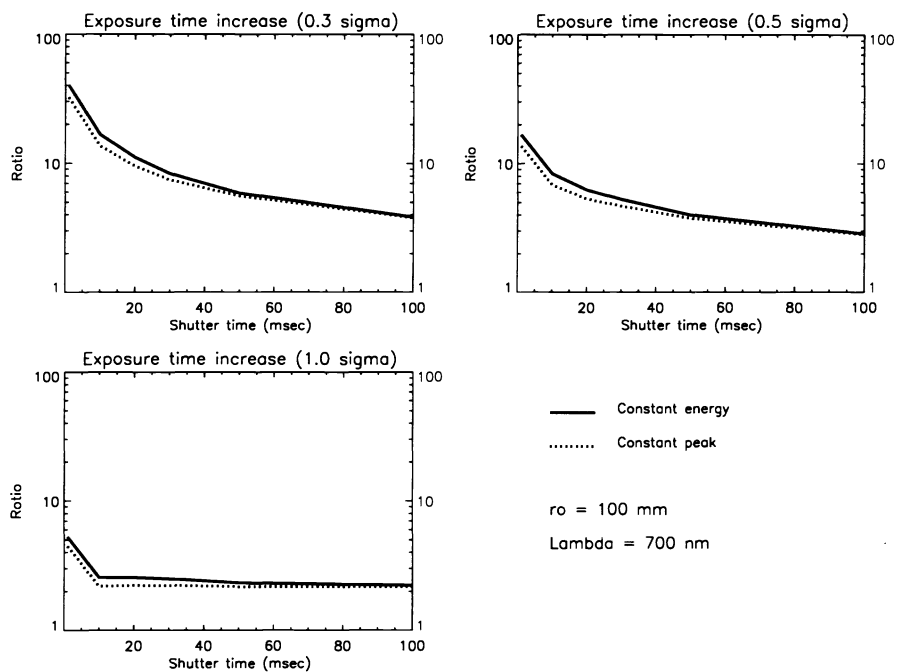 Exposure time increase (0.3 sigma)
100
100
10
10
1
1
Ratio
20 40 60 80 100
Shutter time (msec)
Exposure time increase (0.5 sigma)
100
100
10
10
1
1
Ratio
20 40 60 80 100
Shutter time (msec)
Exposure time increase (1.0 sigma)
100
100
10
10
1
1
Ratio
20 40 60 80 100
Shutter time (msec)
Constant energy
Constant peak
ro = 100 mm
Lambda = 700 nm